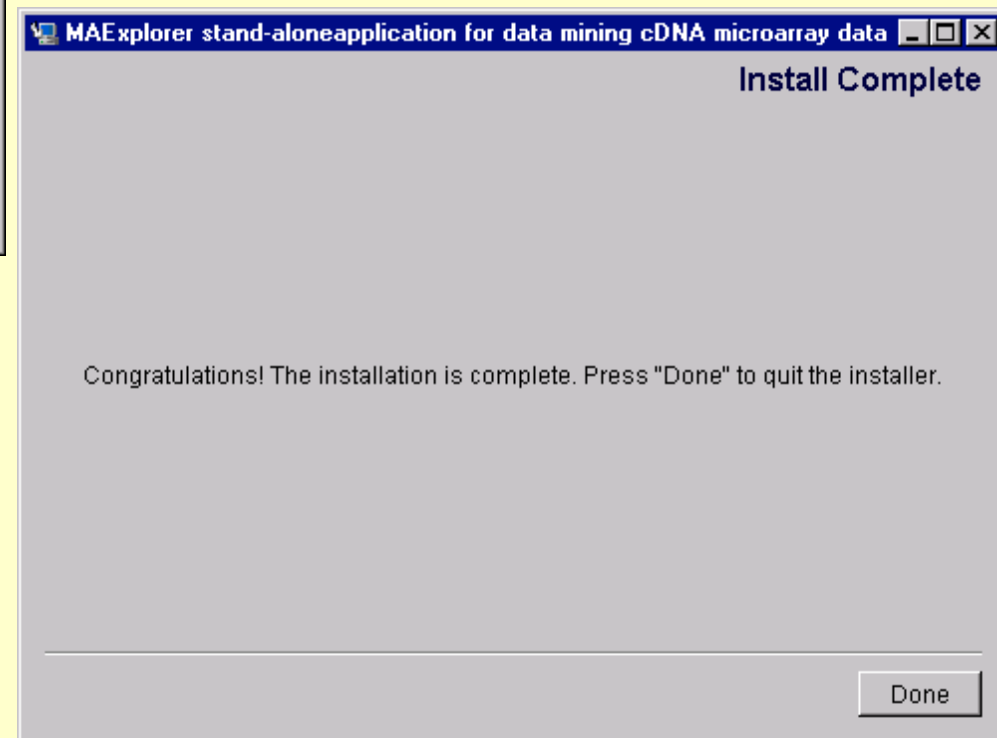 MAExplorer stand-aloneapplication for data mining cDNA microarray data
Install Complete
Congratulations! The installation is complete. Press "Done" to quit the installer.
Done